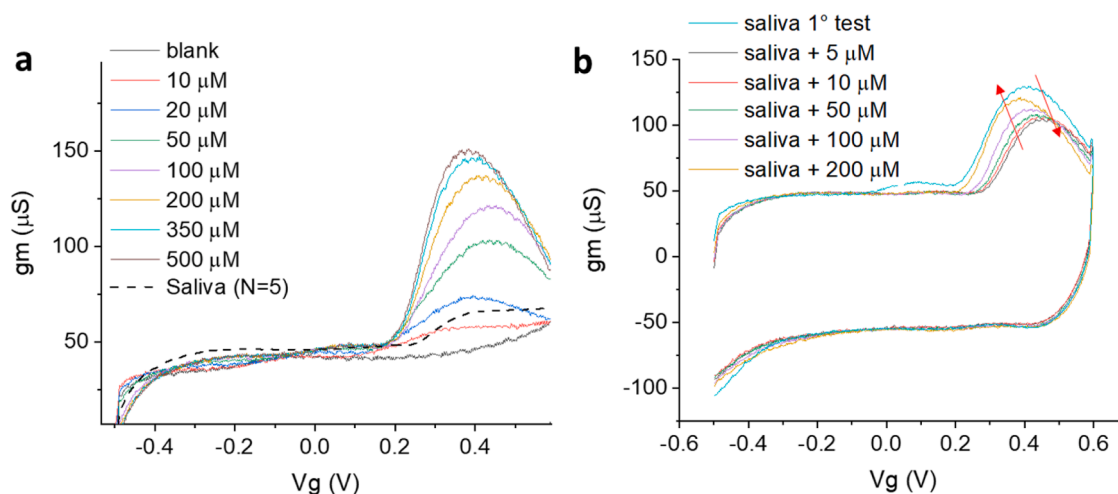 a
blank
10 μM
20 μM
50 μM
100 μM
200 μM
350 μM
500 μM
Saliva (N=5)
gm (μS)
150
100
50
-0.4
-0.2
0.0
0.2
0.4
Vg (V)
b
saliva 1° test
saliva + 5 μM
saliva + 10 μM
saliva + 50 μM
saliva + 100 μM
saliva + 200 μM
gm (μS)
150
100
50
0
-50
-100
-0.6
-0.4
-0.2
0.0
0.2
0.4
0.6
Vg (V)